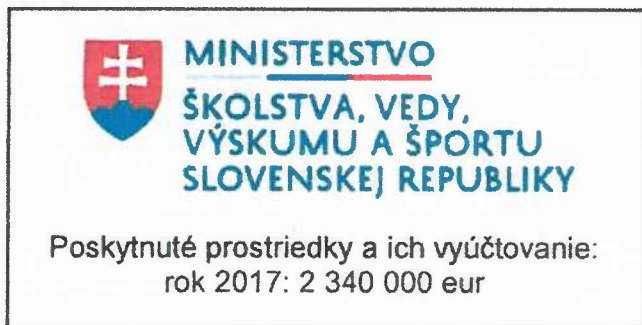 MINISTERSTVO
ŠKOLSTVA, VEDY,
VÝSKUMU A ŠPORTU
SLOVENSKEJ REPUBLIKY
Poskytnuté prostriedky a ich vyúčtovanie:
rok 2017: 2 340 000 eur